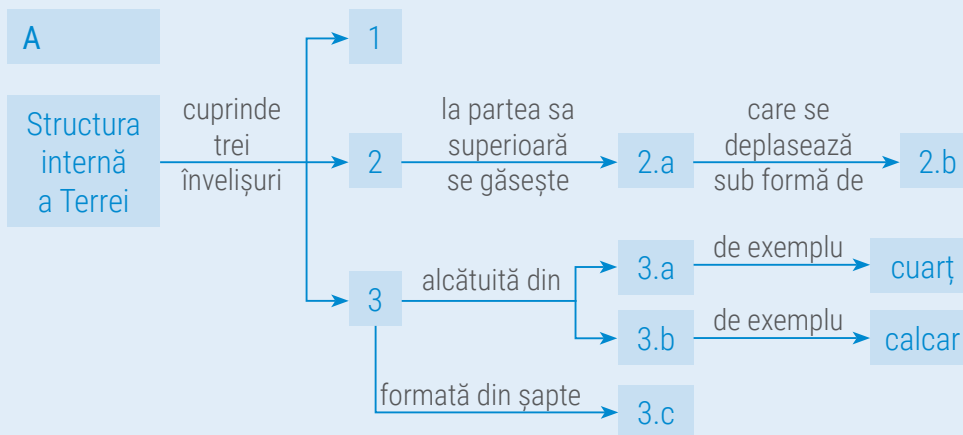 A
1
Structura
internă
a Terrei
cuprinde
trei
învelișuri
2
la partea sa
superioară
se găsește
2.a
care se
deplasează
sub formă de
2.b
3
alcătuită din
3.a
de exemplu
cuarț
3.b
de exemplu
calcar
formată din șapte
3.c